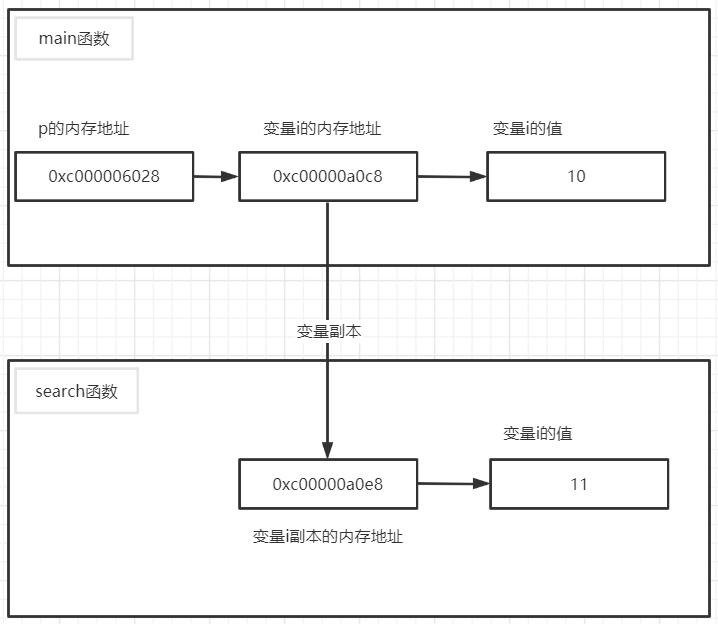 main函数
p的内存地址
变量i的内存地址
变量i的值
0xc000006028
0xc00000a0c8
10
变量副本
search函数
变量i的值
0xc00000a0e8
11
变量i副本的内存地址